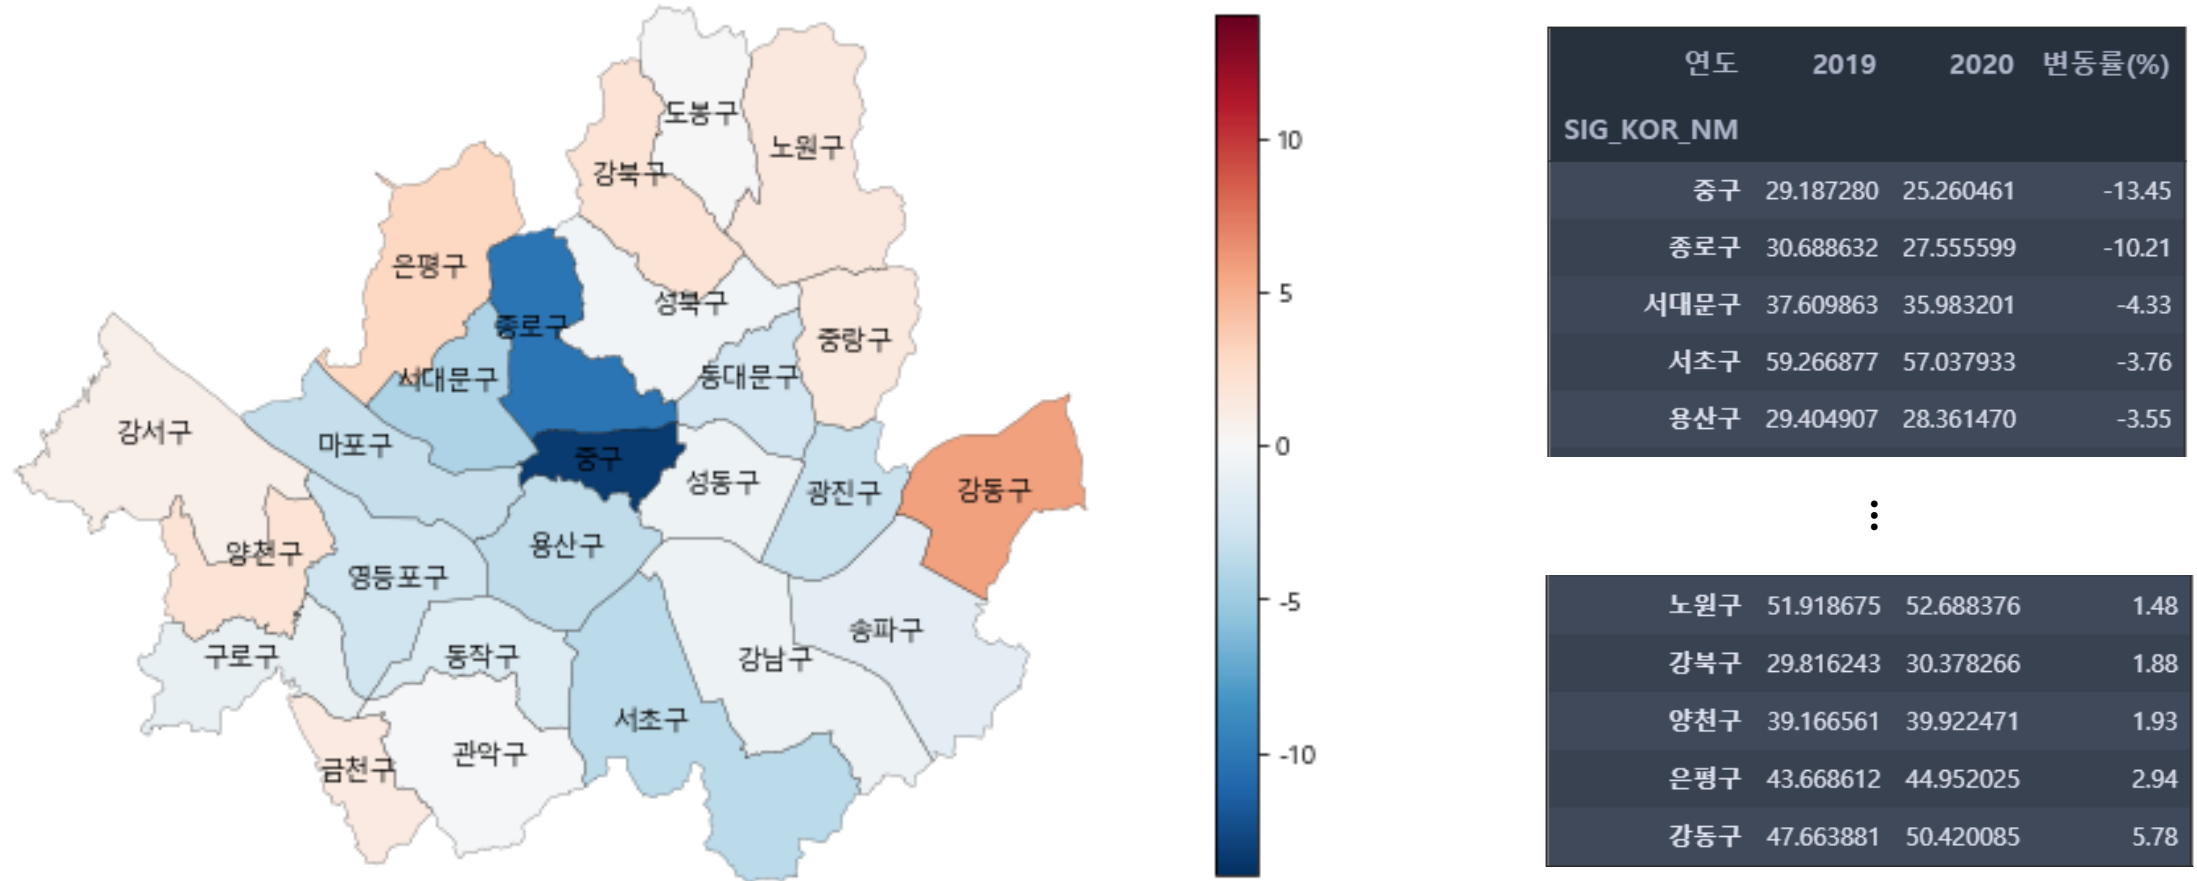 도봉구
노원구
강북구
은평구
성북구
종로구
중랑구
서대문구
동대문구
강서구
마포구
중구
성동구
광진구
강동구
양천구
용산구
영등포구
송파구
구로구
동작구
강남구
서초구
관악구
금천구
10
5
0
-5
-10
연도 2019 2020 변동률(%)
SIG_KOR_NM
중구 29.187280 25.260461 -13.45
종로구 30.688632 27.555599 -10.21
서대문구 37.609863 35.983201 -4.33
서초구 59.266877 57.037933 -3.76
용산구 29.404907 28.361470 -3.55
⋮
노원구 51.918675 52.688376 1.48
강북구 29.816243 30.378266 1.88
양천구 39.166561 39.922471 1.93
은평구 43.668612 44.952025 2.94
강동구 47.663881 50.420085 5.78